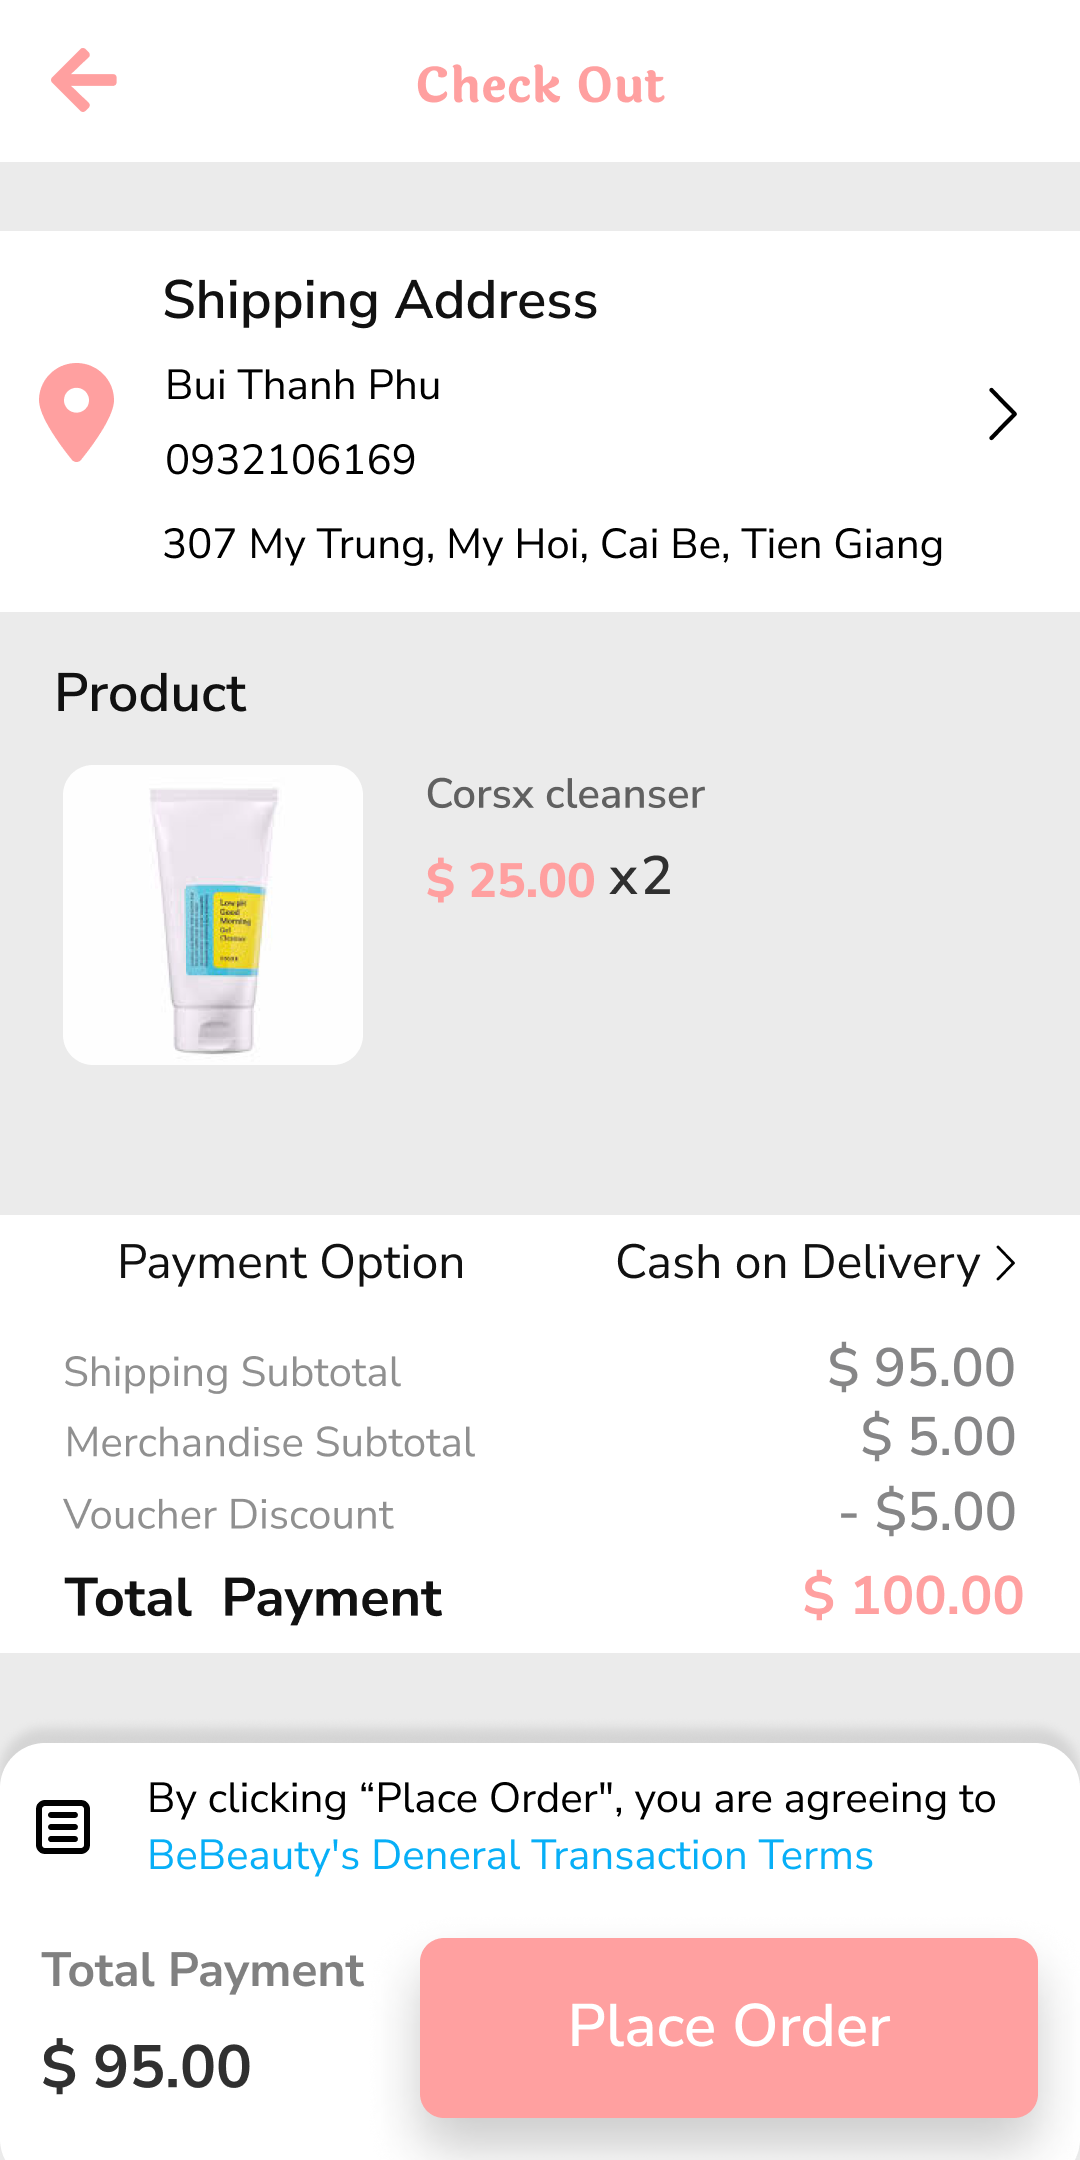 Check Out
Shipping Address
Bui Thanh Phu
0932106169
307 My Trung, My Hoi, Cai Be, Tien Giang
Product
Corsx cleanser
$ 25.00 x2
Low pH
Good
Morning
Gel
Cleanser
Payment Option Cash on Delivery
Shipping Subtotal $ 95.00
Merchandise Subtotal $ 5.00
Voucher Discount - $5.00
Total Payment $ 100.00
By clicking “Place Order", you are agreeing to
BeBeauty's Deneral Transaction Terms
Total Payment
$ 95.00
Place Order